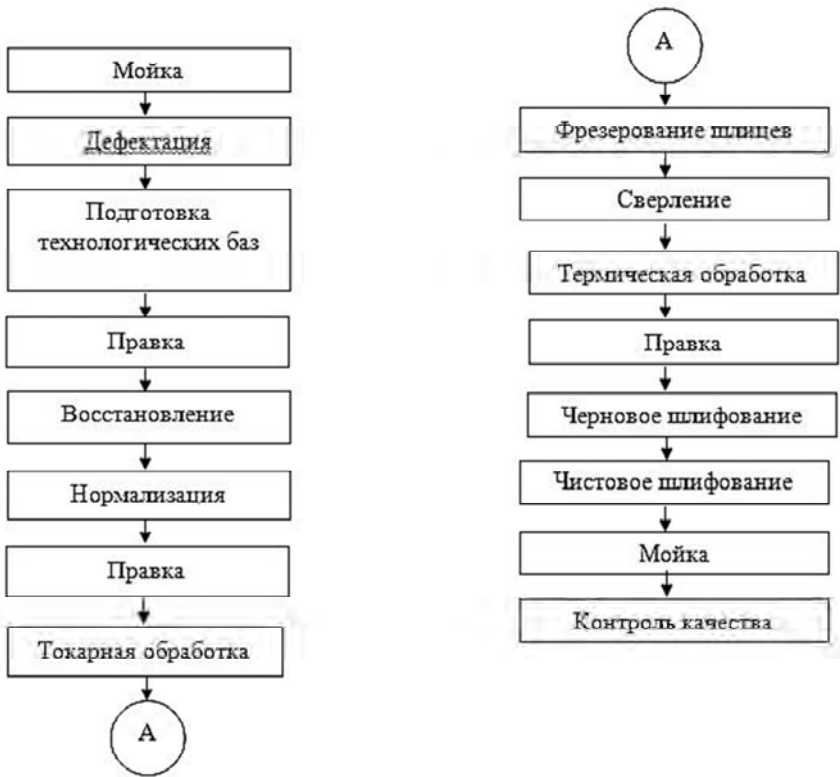 Мойка
Дефектация
Подготовка
технологических баз
Правка
Восстановление
Нормализация
Правка
Токарная обработка
А
А
Фрезерование шлицев
Сверление
Термическая обработка
Правка
Черновое шлифование
Чистовое шлифование
Мойка
Контроль качества